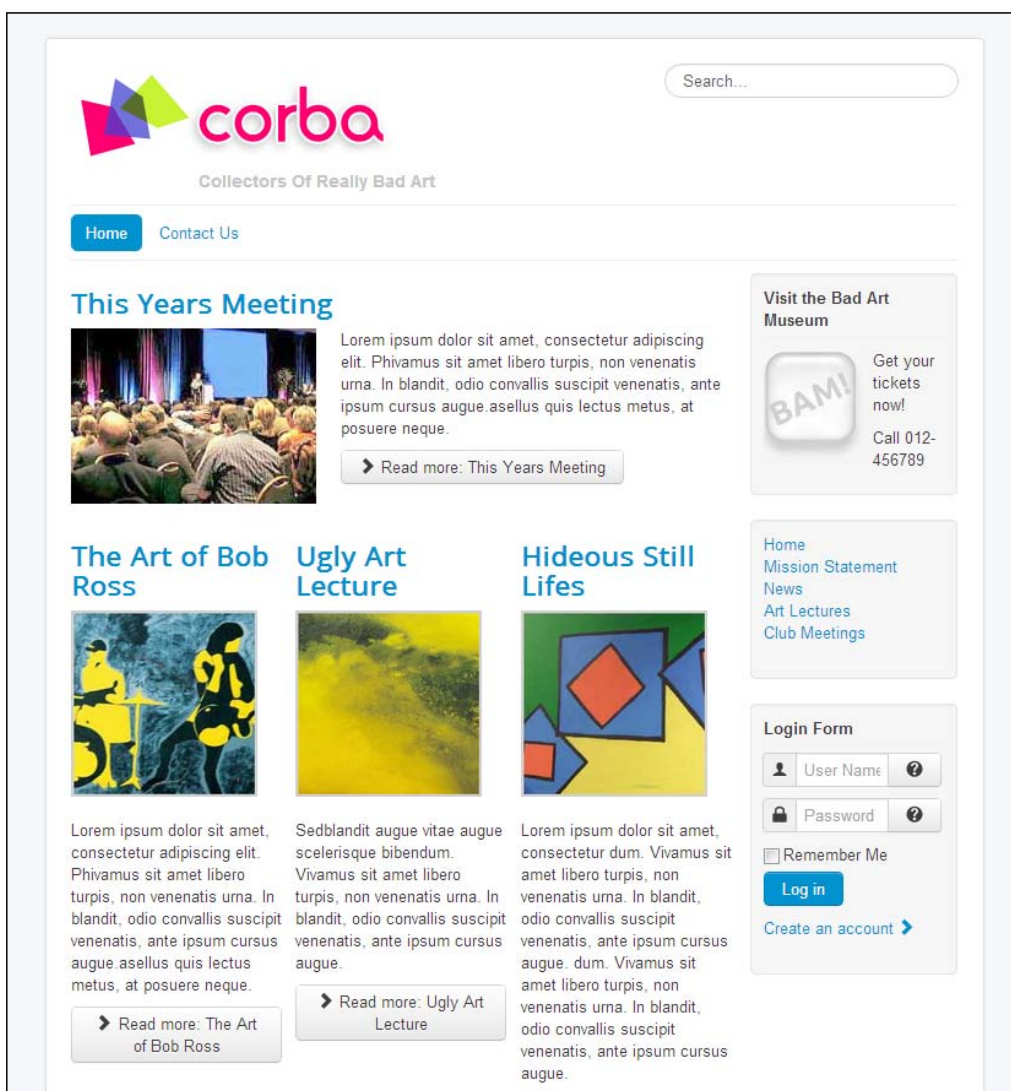 corba
Search...
Collectors Of Really Bad Art
Home
Contact Us
This Years Meeting
Lorem ipsum dolor sit amet, consectetur adipiscing
elit. Phivamus sit amet libero turpis, non venenatis
urna. In blandit, odio convallis suscipit venenatis, ante
ipsum cursus augue.asellus quis lectus metus, at
posuere neque.
Read more: This Years Meeting
The Art of Bob
Ross
Lorem ipsum dolor sit amet,
consectetur adipiscing elit.
Phivamus sit amet libero
turpis, non venenatis urna. In
blandit, odio convallis suscipit
venenatis, ante ipsum cursus
augue.asellus quis lectus
metus, at posuere neque.
Read more: The Art
of Bob Ross
Ugly Art
Lecture
Sedblandit augue vitae augue
scelerisque bibendum.
Vivamus sit amet libero
turpis, non venenatis urna. In
blandit, odio convallis suscipit
venenatis, ante ipsum cursus
augue.
Read more: Ugly Art
Lecture
Hideous Still
Lifes
Lorem ipsum dolor sit amet,
consectetur dum. Vivamus sit
amet libero turpis, non
venenatis urna. In blandit,
odio convallis suscipit
venenatis, ante ipsum cursus
augue. dum. Vivamus sit
amet libero turpis, non
venenatis urna. In blandit,
odio convallis suscipit
venenatis, ante ipsum cursus
augue.
Visit the Bad Art
Museum
BAM!
Get your
tickets
now!
Call 012-
456789
Home
Mission Statement
News
Art Lectures
Club Meetings
Login Form
User Name
Password
Remember Me
Log in
Create an account